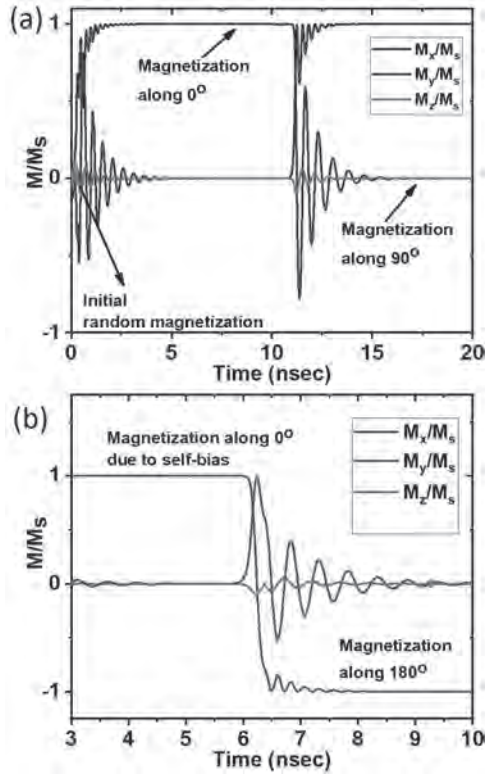 (a)
1
0
-1
M/Ms
Magnetization
along 0°
Mx/Ms
My/Ms
Mz/Ms
Magnetization
along 90°
Initial
random magnetization
0 5 10 15 20
Time (nsec)
(b)
1
0
-1
M/Ms
Magnetization along 0°
due to self-bias
Mx/Ms
My/Ms
Mz/Ms
Magnetization
along 180°
3 4 5 6 7 8 9 10
Time (nsec)